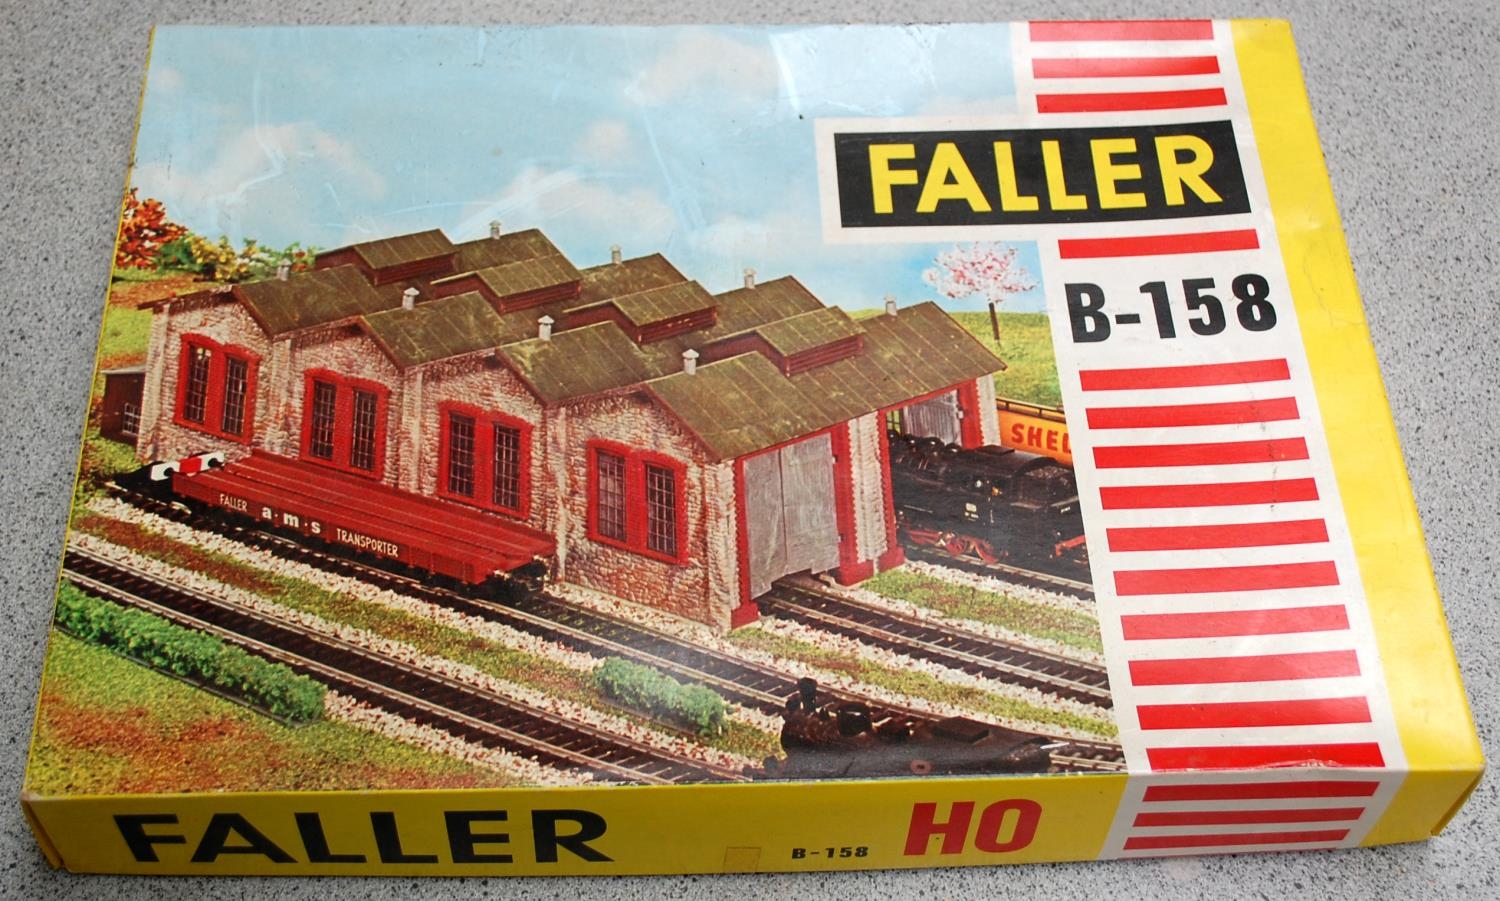 FALLER
B-158
SHEL
FALLER a.m.s TRANSPORTER
FALLER B-158 HO